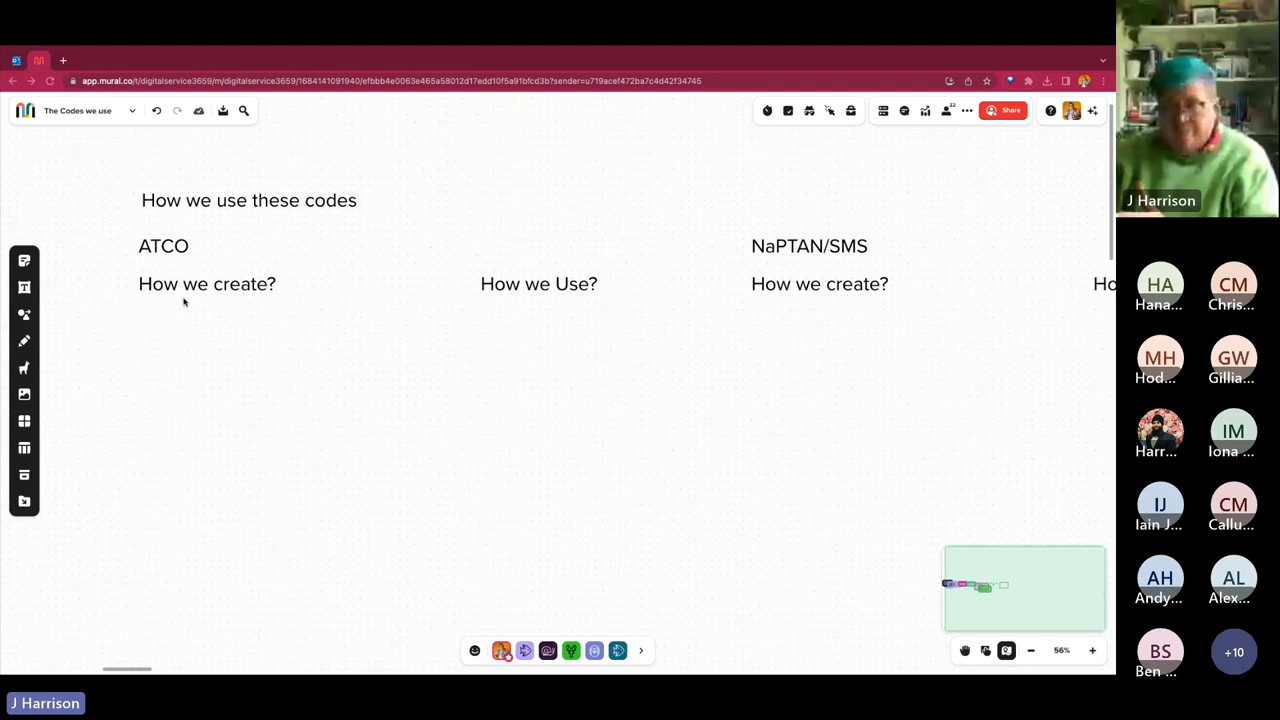 app.mural.co/t/digitalservice3659/m/digitalservice3659/1684141091940/efbbb4e0063e465a58012d17edd10f5a91bfcd3b?sender=u719acef472ba7c4d42f34745
The Codes we use
22
Share
How we use these codes
ATCO
NaPTAN/SMS
How we create?
How we Use?
How we create?
Ho
56%
J Harrison
HA
CM
Hana...
Chris...
MH
GW
Hod...
Gillia...
IM
Harr...
Iona ...
IJ
CM
Iain J...
Callu...
AH
AL
Andy...
Alex...
BS
+10
Ben ...
J Harrison